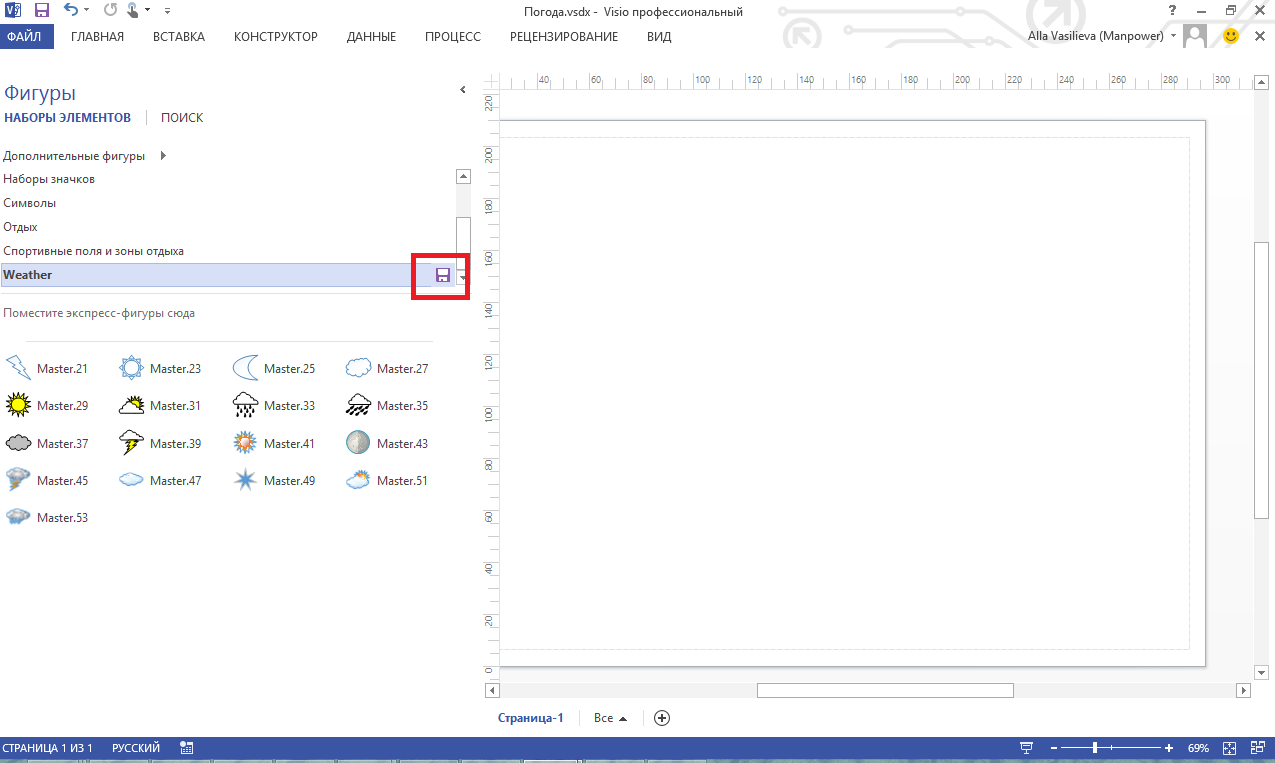 Погода.vsdx - Visio профессиональный
ФАЙЛ ГЛАВНАЯ ВСТАВКА КОНСТРУКТОР ДАННЫЕ ПРОЦЕСС РЕЦЕНЗИРОВАНИЕ ВИД Alla Vasilieva (Manpower)
Фигуры
НАБОРЫ ЭЛЕМЕНТОВ ПОИСК
Дополнительные фигуры
Наборы значков
Символы
Отдых
Спортивные поля и зоны отдыха
Weather
Поместите экспресс-фигуры сюда
Master.21 Master.23 Master.25 Master.27
Master.29 Master.31 Master.33 Master.35
Master.37 Master.39 Master.41 Master.43
Master.45 Master.47 Master.49 Master.51
Master.53
40 60 80 100 120 140 160 180 200 220 240 260 280 300
220
200
180
160
140
120
100
80
60
40
20
0
Страница-1 Все
СТРАНИЦА 1 ИЗ 1 РУССКИЙ 69%